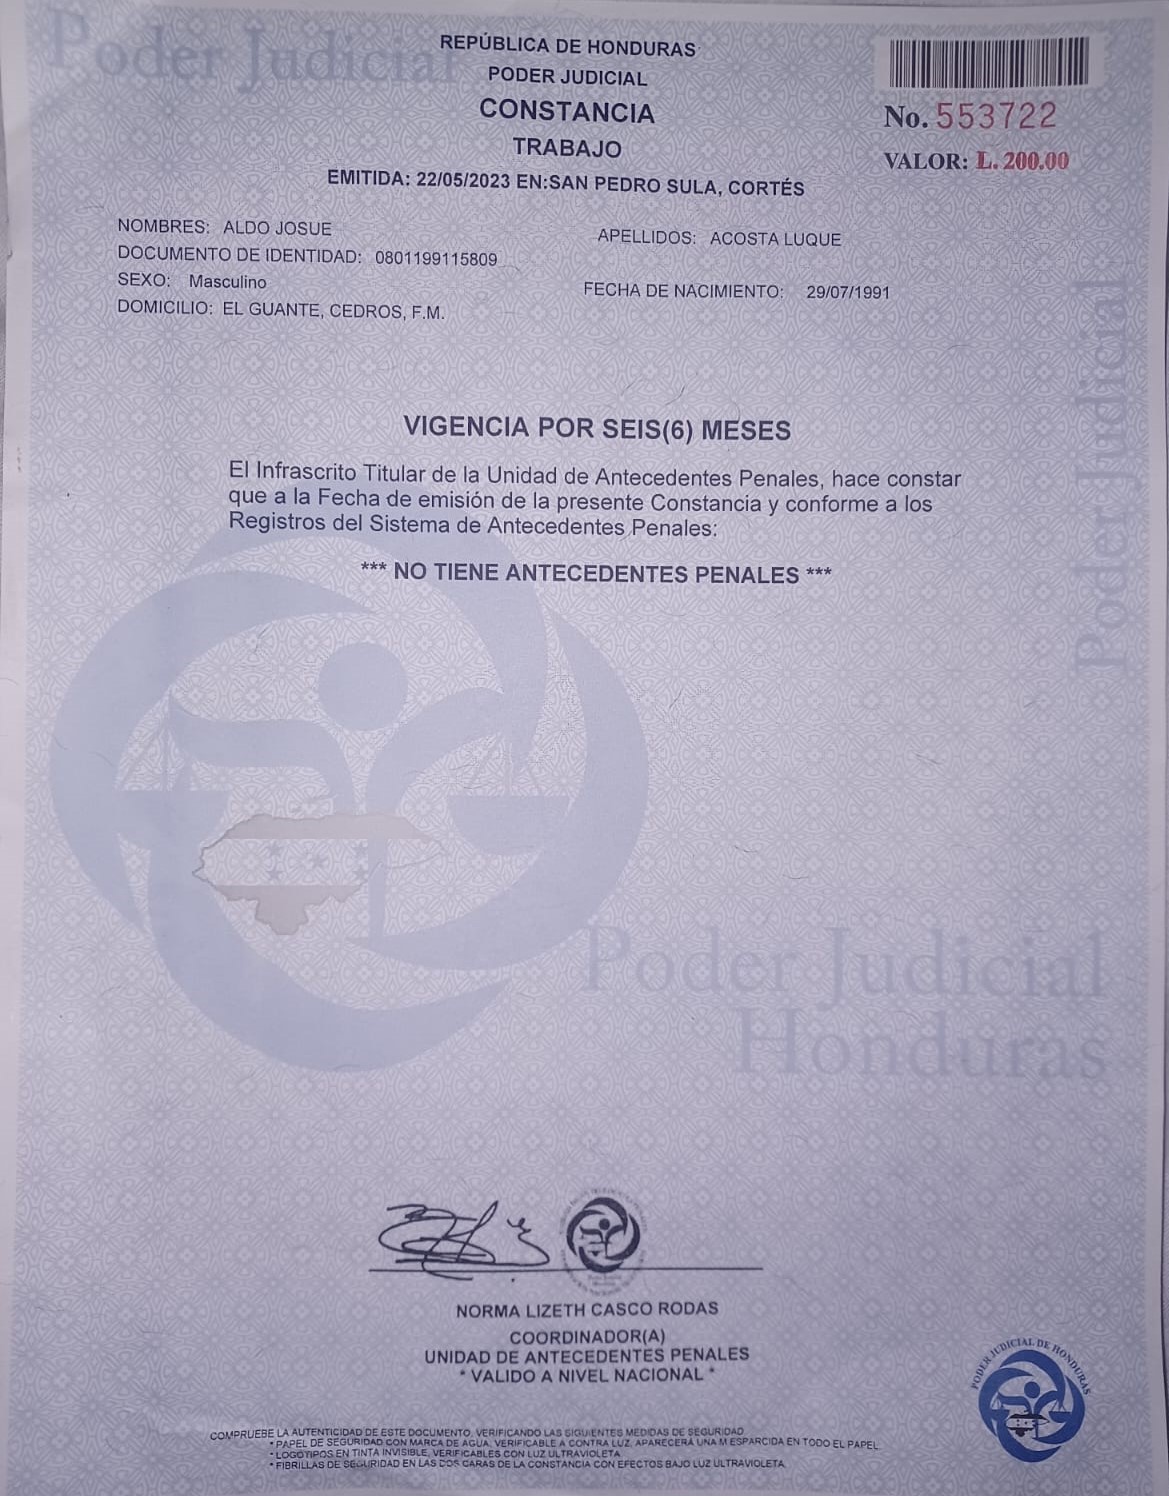 Poder Judicial
REPÚBLICA DE HONDURAS
PODER JUDICIAL
CONSTANCIA
TRABAJO
EMITIDA: 22/05/2023 EN:SAN PEDRO SULA, CORTÉS
No. 553722
VALOR: L. 200.00
NOMBRES: ALDO JOSUE
APELLIDOS: ACOSTA LUQUE
DOCUMENTO DE IDENTIDAD: 0801199115809
SEXO: Masculino
FECHA DE NACIMIENTO: 29/07/1991
DOMICILIO: EL GUANTE, CEDROS, F.M.
Poder Judicial
VIGENCIA POR SEIS(6) MESES
El Infrascrito Titular de la Unidad de Antecedentes Penales, hace constar
que a la Fecha de emisión de la presente Constancia y conforme a los
Registros del Sistema de Antecedentes Penales:
*** NO TIENE ANTECEDENTES PENALES ***
Poder Judicial
Honduras
NORMA LIZETH CASCO RODAS
COORDINADOR(A)
UNIDAD DE ANTECEDENTES PENALES
* VALIDO A NIVEL NACIONAL *
PODER JUDICIAL DE HONDURAS
COMPRUEBE LA AUTENTICIDAD DE ESTE DOCUMENTO, VERIFICANDO LAS SIGUIENTES MEDIDAS DE SEGURIDAD
* PAPEL DE SEGURIDAD CON MARCA DE AGUA, VERIFICABLE A CONTRA LUZ, APARECERA UNA M ESPARCIDA EN TODO EL PAPEL
* LOGOTIPOS EN TINTA INVISIBLE, VERIFICABLES CON LUZ ULTRAVIOLETA
* FIBRILLAS DE SEGURIDAD EN LAS DOS CARAS DE LA CONSTANCIA CON EFECTOS BAJO LUZ ULTRAVIOLETA